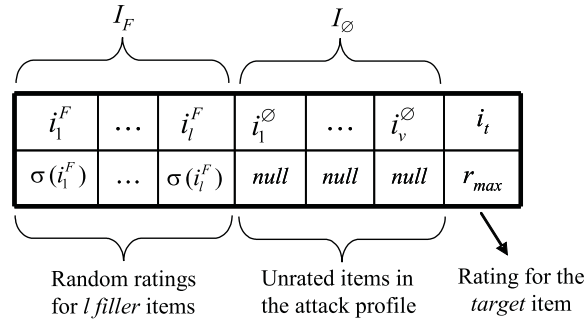 I_F I_∅
i_1^F … i_l^F i_1^∅ … i_v^∅ i_t
σ(i_1^F) … σ(i_l^F) null null null r_max
Random ratings Unrated items in Rating for the
for l filler items the attack profile target item